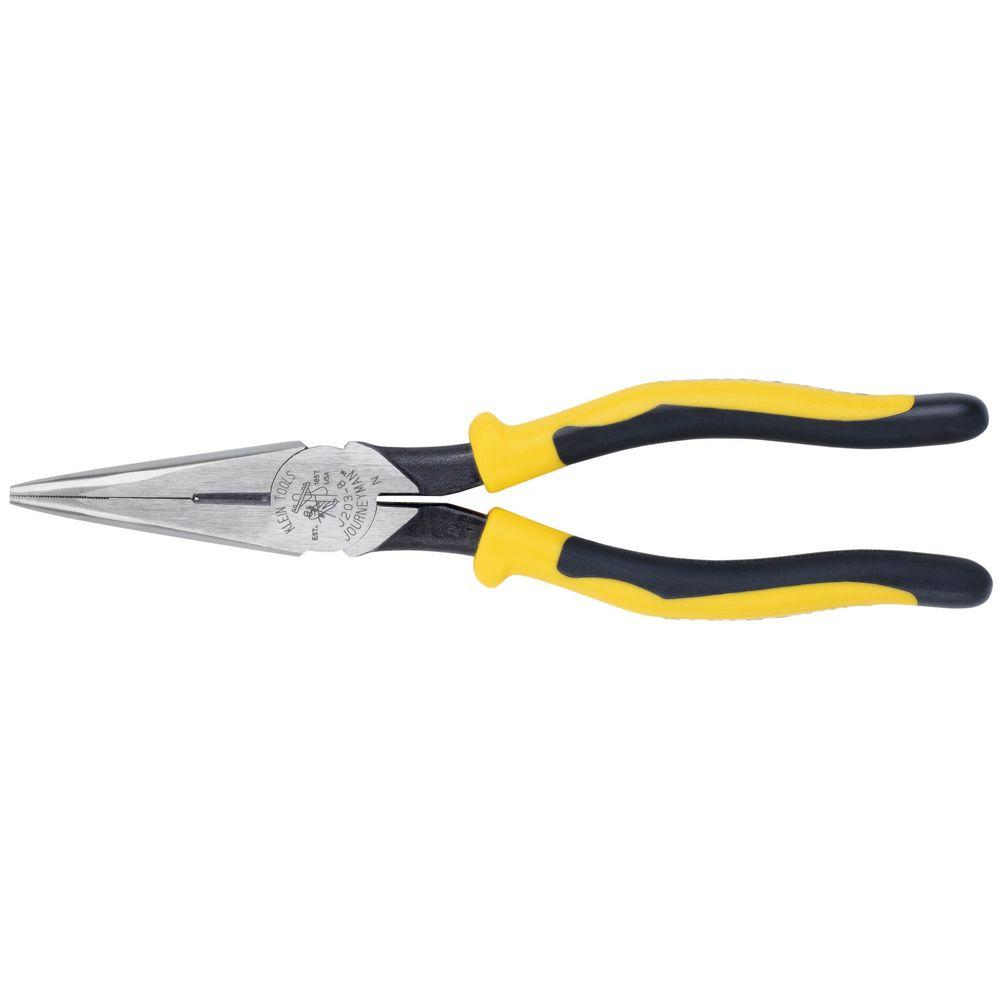 KLEIN TOOLS
EST. 1857
USA
J203-8
JOURNEYMAN
N